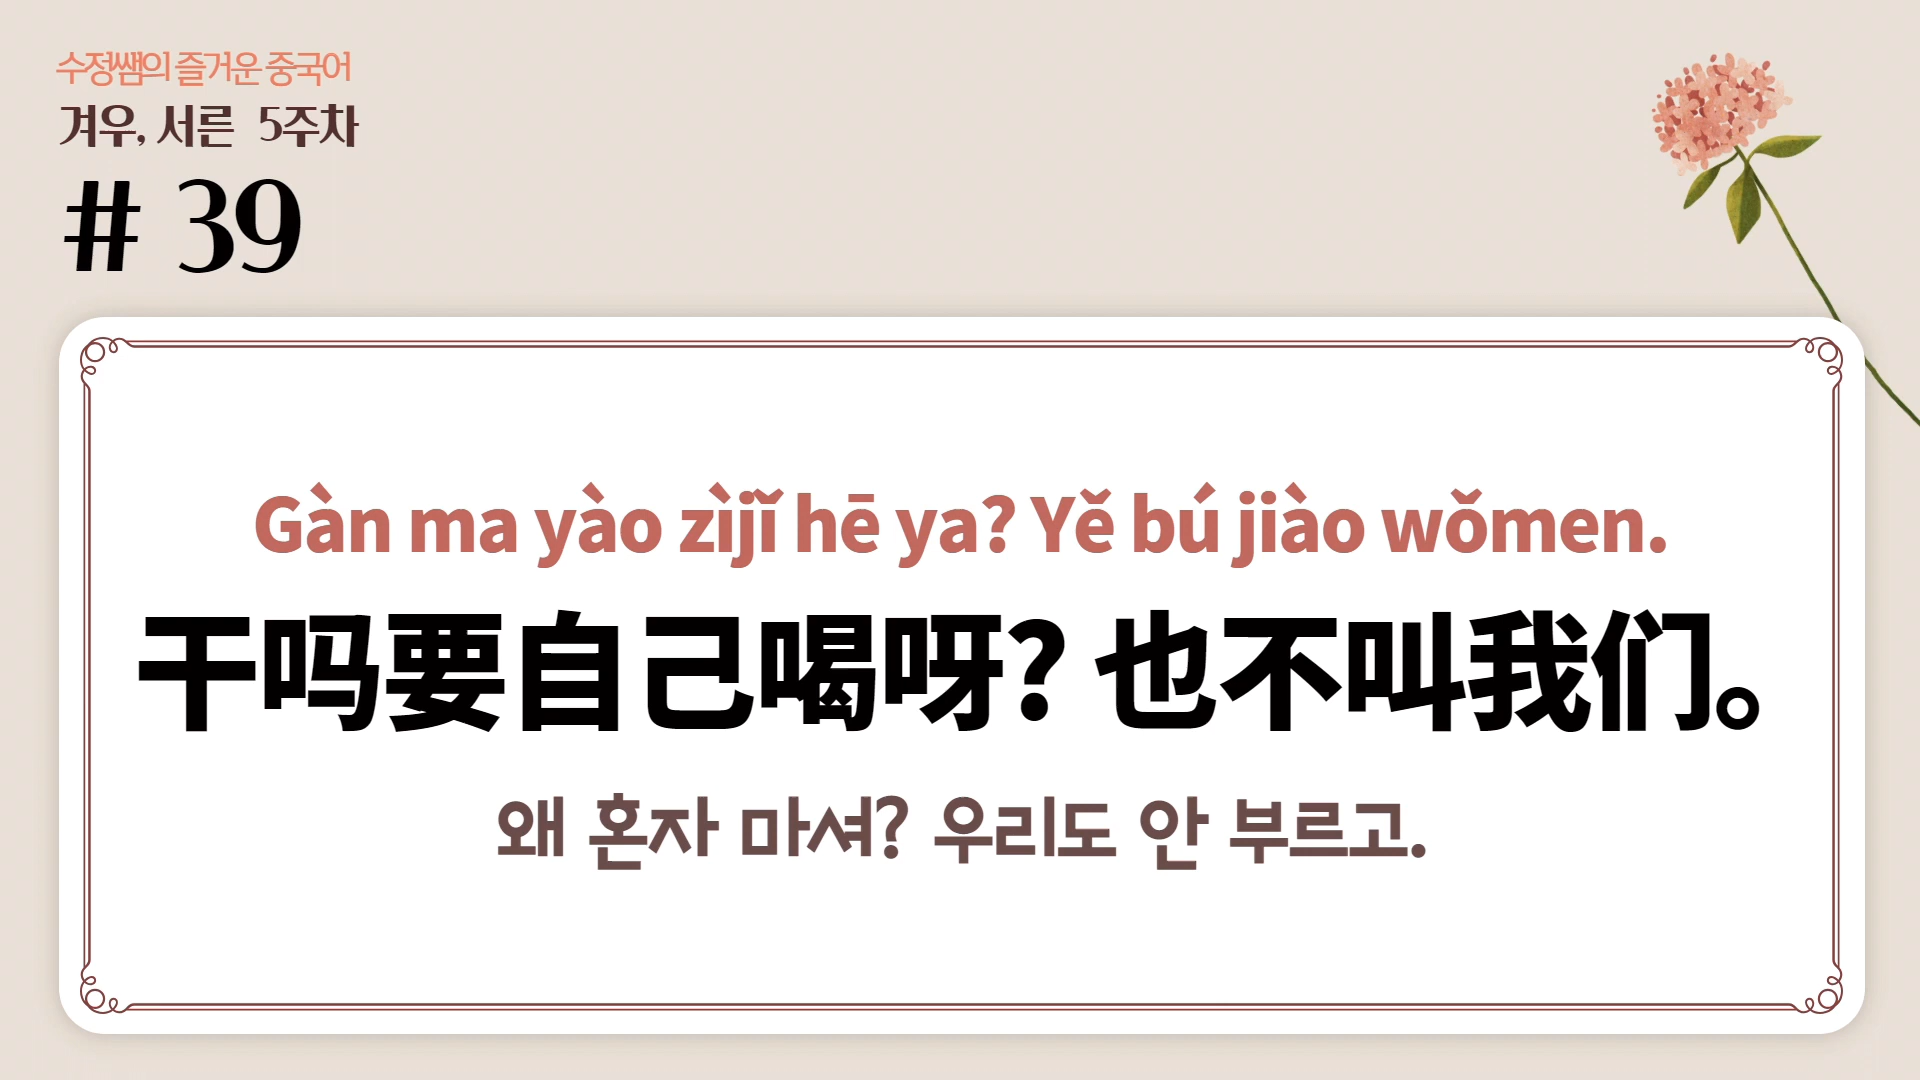 수정쌤의 즐거운 중국어
겨우, 서른 5주차
# 39
Gàn ma yào zìjǐ hē ya? Yě bú jiào wǒmen.
干吗要自己喝呀? 也不叫我们。
왜 혼자 마셔? 우리도 안 부르고.